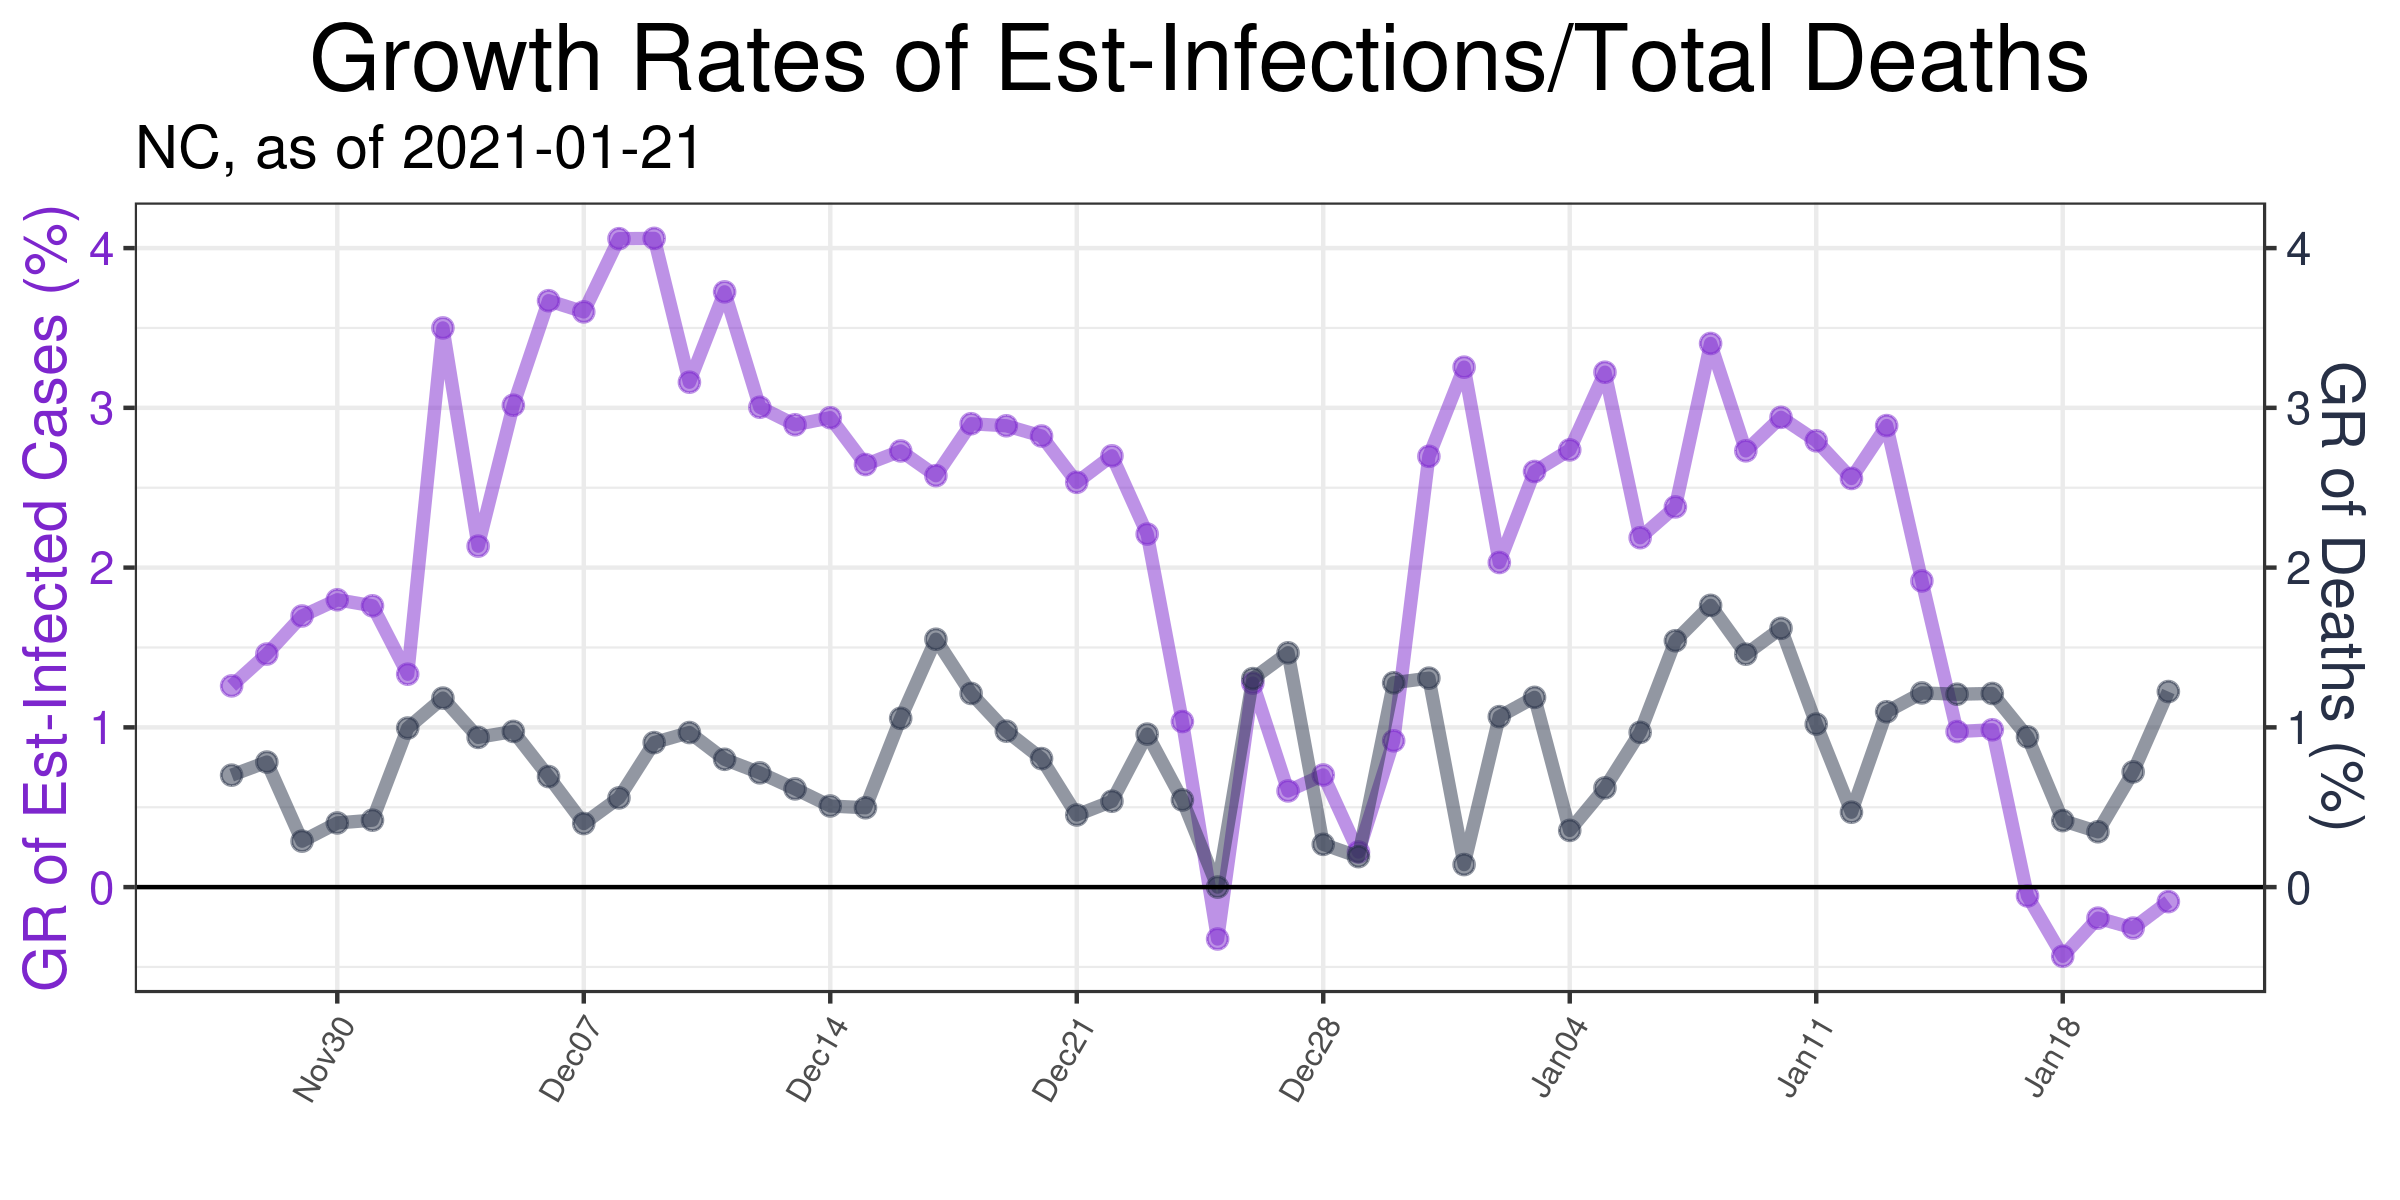 Growth Rates of Est-Infections/Total Deaths
NC, as of 2021-01-21
GR of Est-Infected Cases (%)
4
3
2
1
0
4
3
2
1
0
GR of Deaths (%)
Nov30
Dec07
Dec14
Dec21
Dec28
Jan04
Jan11
Jan18